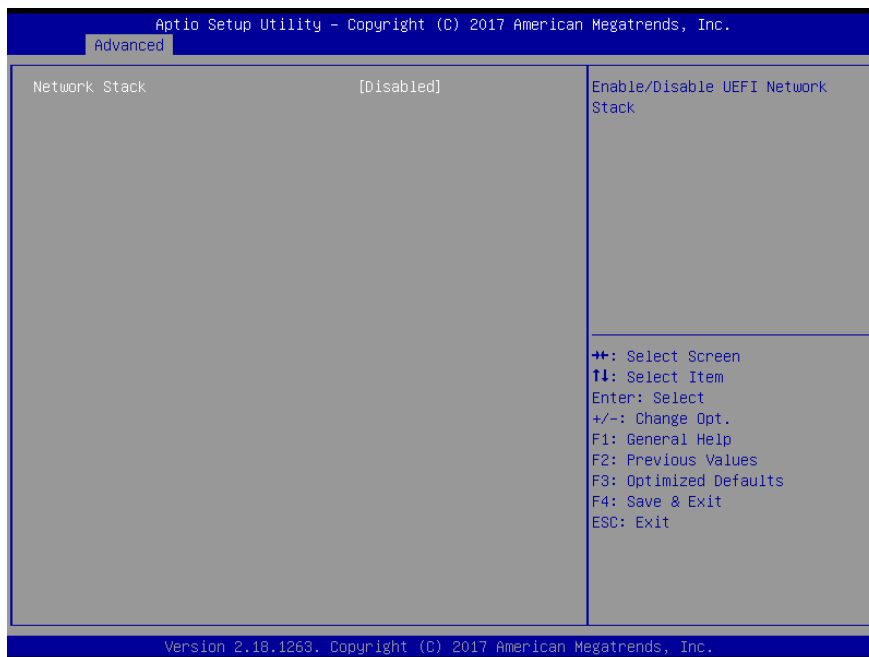 Aptio Setup Utility – Copyright (C) 2017 American Megatrends, Inc.
Advanced
Network Stack [Disabled]
Enable/Disable UEFI Network
Stack
→←: Select Screen
↑↓: Select Item
Enter: Select
+/-: Change Opt.
F1: General Help
F2: Previous Values
F3: Optimized Defaults
F4: Save & Exit
ESC: Exit
Version 2.18.1263. Copyright (C) 2017 American Megatrends, Inc.